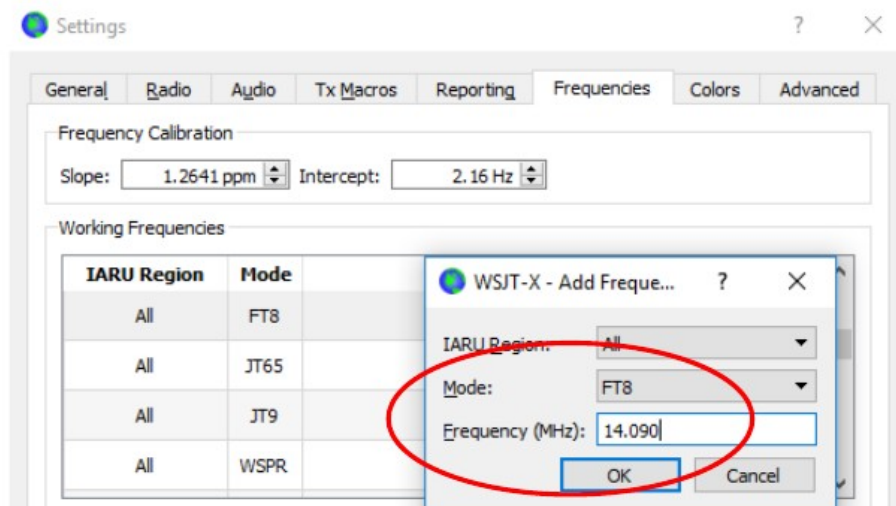 Settings ? ×
General Radio Audio Tx Macros Reporting Frequencies Colors Advanced
Frequency Calibration
Slope: 1.2641 ppm Intercept: 2.16 Hz
Working Frequencies
IARU Region Mode
All FT8
All JT65
All JT9
All WSPR
WSJT-X - Add Freque... ? ×
IARU Region: All
Mode: FT8
Frequency (MHz): 14.090
OK Cancel